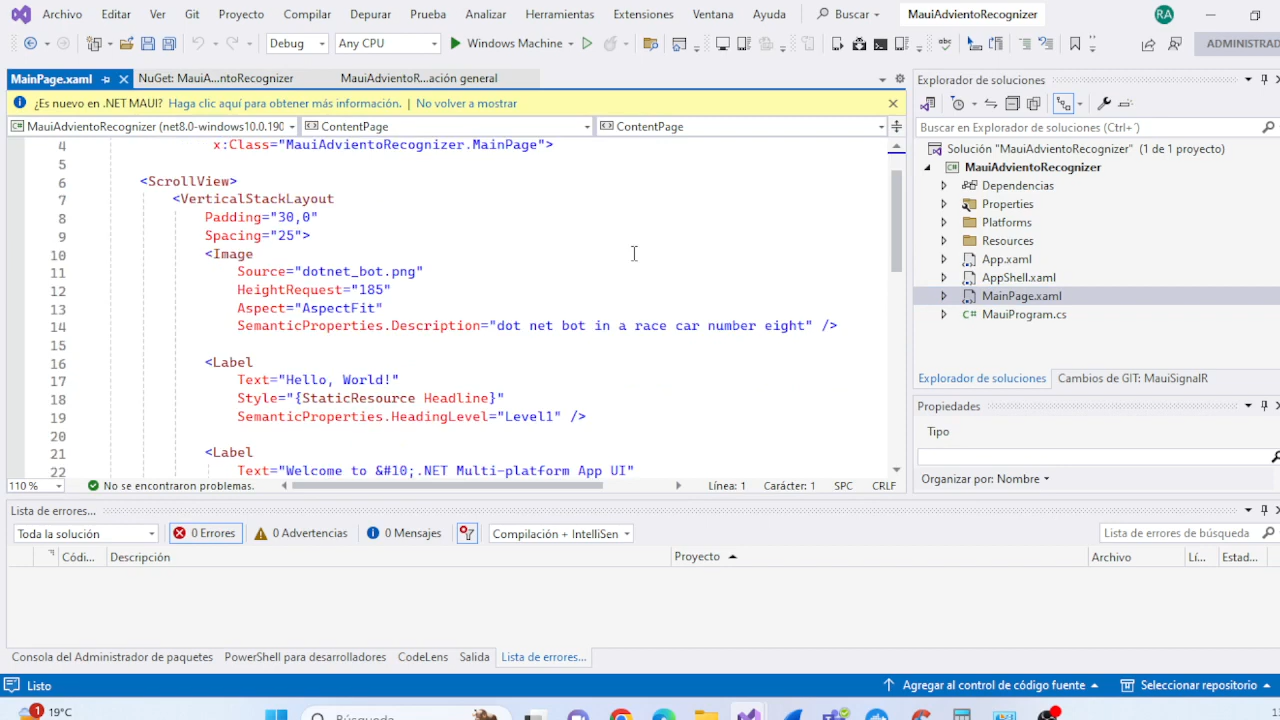 Archivo Editar Ver Git Proyecto Compilar Depurar Prueba Analizar Herramientas Extensiones Ventana Ayuda Buscar MauiAdvientoRecognizer RA
Debug Any CPU Windows Machine ADMINISTRAD
MainPage.xaml NuGet: MauiA...ntoRecognizer MauiAdvientoR...ación general
¿Es nuevo en .NET MAUI? Haga clic aquí para obtener más información. | No volver a mostrar
MauiAdvientoRecognizer (net8.0-windows10.0.190 ContentPage ContentPage
4 x:Class="MauiAdvientoRecognizer.MainPage">
5
6 <ScrollView>
7 <VerticalStackLayout
8 Padding="30,0"
9 Spacing="25">
10 <Image
11 Source="dotnet_bot.png"
12 HeightRequest="185"
13 Aspect="AspectFit"
14 SemanticProperties.Description="dot net bot in a race car number eight" />
15
16 <Label
17 Text="Hello, World!"
18 Style="{StaticResource Headline}"
19 SemanticProperties.HeadingLevel="Level1" />
20
21 <Label
22 Text="Welcome to &#10;.NET Multi-platform App UI"
110 % No se encontraron problemas. Línea: 1 Carácter: 1 SPC CRLF
Explorador de soluciones
Buscar en Explorador de soluciones (Ctrl+´)
Solución "MauiAdvientoRecognizer" (1 de 1 proyecto)
MauiAdvientoRecognizer
Dependencias
Properties
Platforms
Resources
App.xaml
AppShell.xaml
MainPage.xaml
C# MauiProgram.cs
Explorador de soluciones Cambios de GIT: MauiSignalR
Propiedades
Tipo
Organizar por: Nombre
Lista de errores...
Toda la solución 0 Errores 0 Advertencias 0 Mensajes Compilación + IntelliSen Lista de errores de búsqueda
Códi... Descripción Proyecto Archivo Lí... Estad...
Consola del Administrador de paquetes PowerShell para desarrolladores CodeLens Salida Lista de errores...
Listo Agregar al control de código fuente Seleccionar repositorio
1 19°C Búsqueda